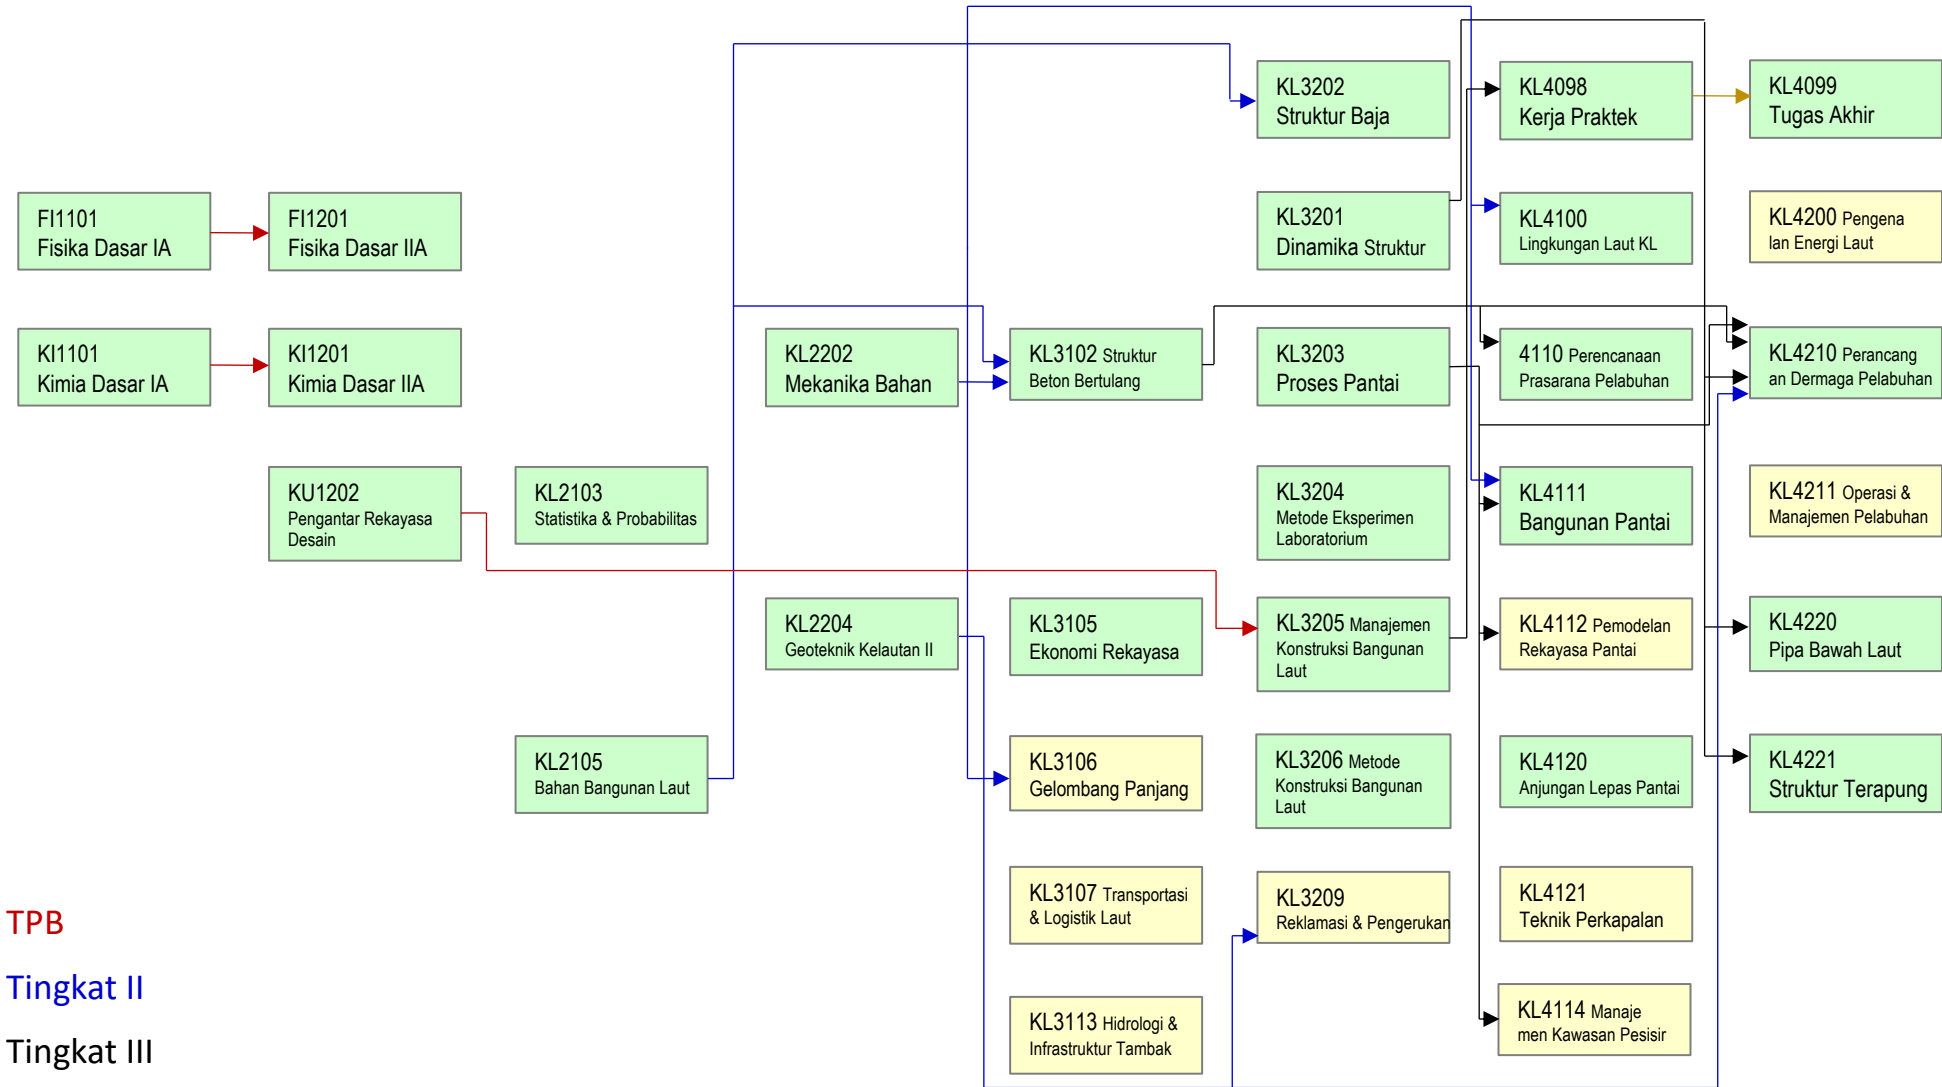 FI1101
Fisika Dasar IA
KI1101
Kimia Dasar IA
FI1201
Fisika Dasar IIA
KI1201
Kimia Dasar IIA
KU1202
Pengantar Rekayasa
Desain
KL2103
Statistika & Probabilitas
KL2105
Bahan Bangunan Laut
KL2202
Mekanika Bahan
KL2204
Geoteknik Kelautan II
KL3102 Struktur
Beton Bertulang
KL3105
Ekonomi Rekayasa
KL3106
Gelombang Panjang
KL3107 Transportasi
& Logistik Laut
KL3113 Hidrologi &
Infrastruktur Tambak
KL3202
Struktur Baja
KL3201
Dinamika Struktur
KL3203
Proses Pantai
KL3204
Metode Eksperimen
Laboratorium
KL3205 Manajemen
Konstruksi Bangunan
Laut
KL3206 Metode
Konstruksi Bangunan
Laut
KL3209
Reklamasi & Pengerukan
KL4098
Kerja Praktek
KL4100
Lingkungan Laut KL
4110 Perencanaan
Prasarana Pelabuhan
KL4111
Bangunan Pantai
KL4112 Pemodelan
Rekayasa Pantai
KL4120
Anjungan Lepas Pantai
KL4121
Teknik Perkapalan
KL4114 Manaje
men Kawasan Pesisir
KL4099
Tugas Akhir
KL4200 Pengena
lan Energi Laut
KL4210 Perancang
an Dermaga Pelabuhan
KL4211 Operasi &
Manajemen Pelabuhan
KL4220
Pipa Bawah Laut
KL4221
Struktur Terapung
TPB
Tingkat II
Tingkat III